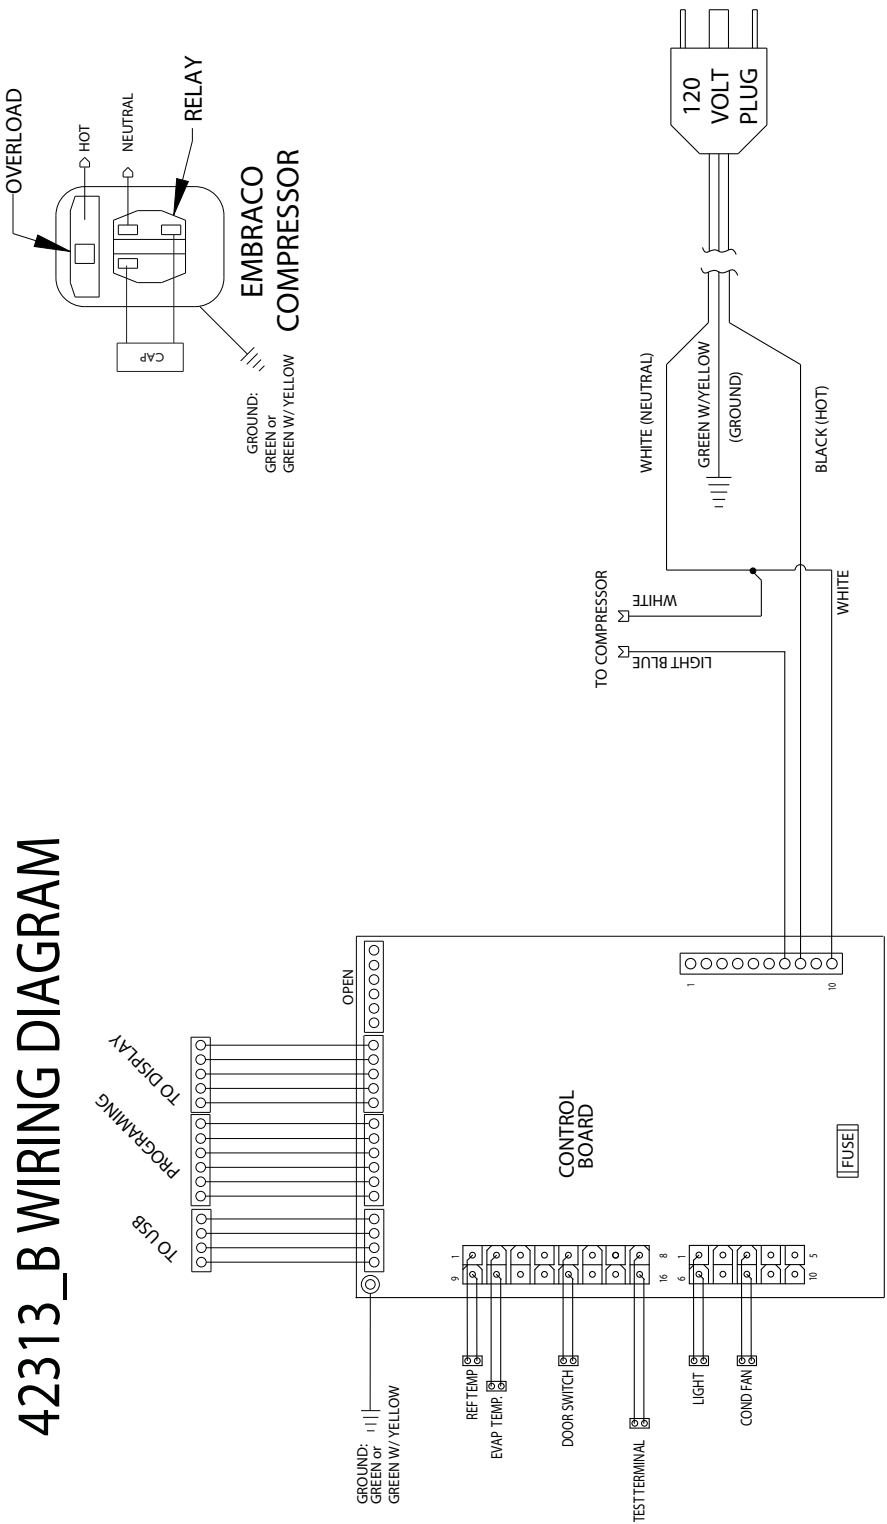 42313_B WIRING DIAGRAM
OVERLOAD
HOT
NEUTRAL
RELAY
EMBRACO
COMPRESSOR
CAP
GROUND:
GREEN or
GREEN W/ YELLOW
120
VOLT
PLUG
WHITE (NEUTRAL)
GREEN W/YELLOW
(GROUND)
BLACK (HOT)
TO COMPRESSOR
WHITE
LIGHT BLUE
WHITE
TO DISPLAY
PROGRAMING
TO USB
OPEN
CONTROL
BOARD
FUSE
1
10
1
8
9
16
1
5
6
10
GROUND:
GREEN or
GREEN W/ YELLOW
REF TEMP
EVAP TEMP.
DOOR SWITCH
TEST TERMINAL
LIGHT
COND FAN